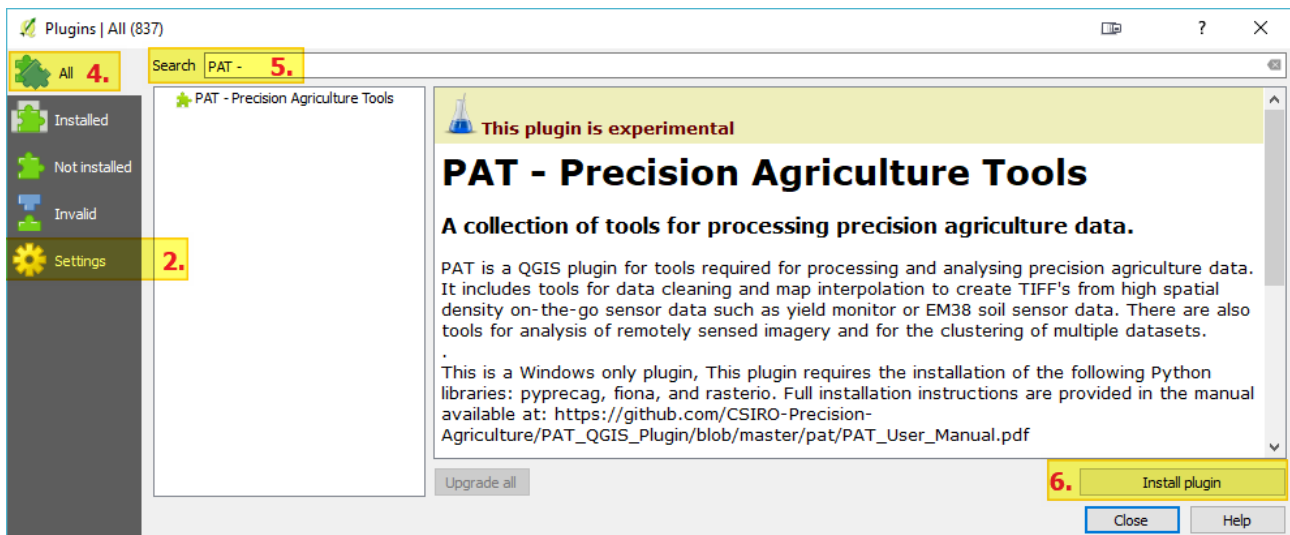 Plugins | All (837)
?
All 4.
Search PAT - 5.
Installed
Not installed
Invalid
Settings 2.
PAT - Precision Agriculture Tools
This plugin is experimental
PAT - Precision Agriculture Tools
A collection of tools for processing precision agriculture data.
PAT is a QGIS plugin for tools required for processing and analysing precision agriculture data.
It includes tools for data cleaning and map interpolation to create TIFF's from high spatial
density on-the-go sensor data such as yield monitor or EM38 soil sensor data. There are also
tools for analysis of remotely sensed imagery and for the clustering of multiple datasets.
.
This is a Windows only plugin, This plugin requires the installation of the following Python
libraries: pyprecag, fiona, and rasterio. Full installation instructions are provided in the manual
available at: https://github.com/CSIRO-Precision-
Agriculture/PAT_QGIS_Plugin/blob/master/pat/PAT_User_Manual.pdf
Upgrade all
6. Install plugin
Close
Help